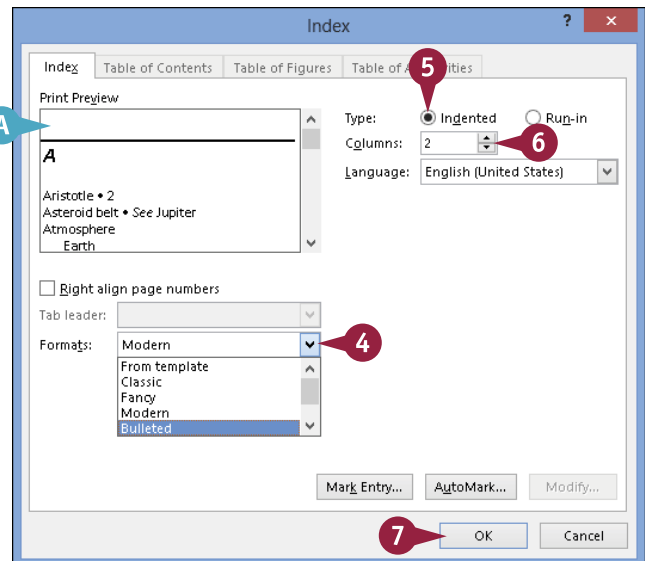 Index ?
Index Table of Contents Table of Figures Table of A ities
5
Print Preview
A
A
Aristotle • 2
Asteroid belt • See Jupiter
Atmosphere
Earth
Type: Indented Run-in
Columns: 2
6
Language: English (United States)
Right align page numbers
Tab leader:
Formats: Modern
4
From template
Classic
Fancy
Modern
Bulleted
Mark Entry... AutoMark... Modify...
7
OK Cancel